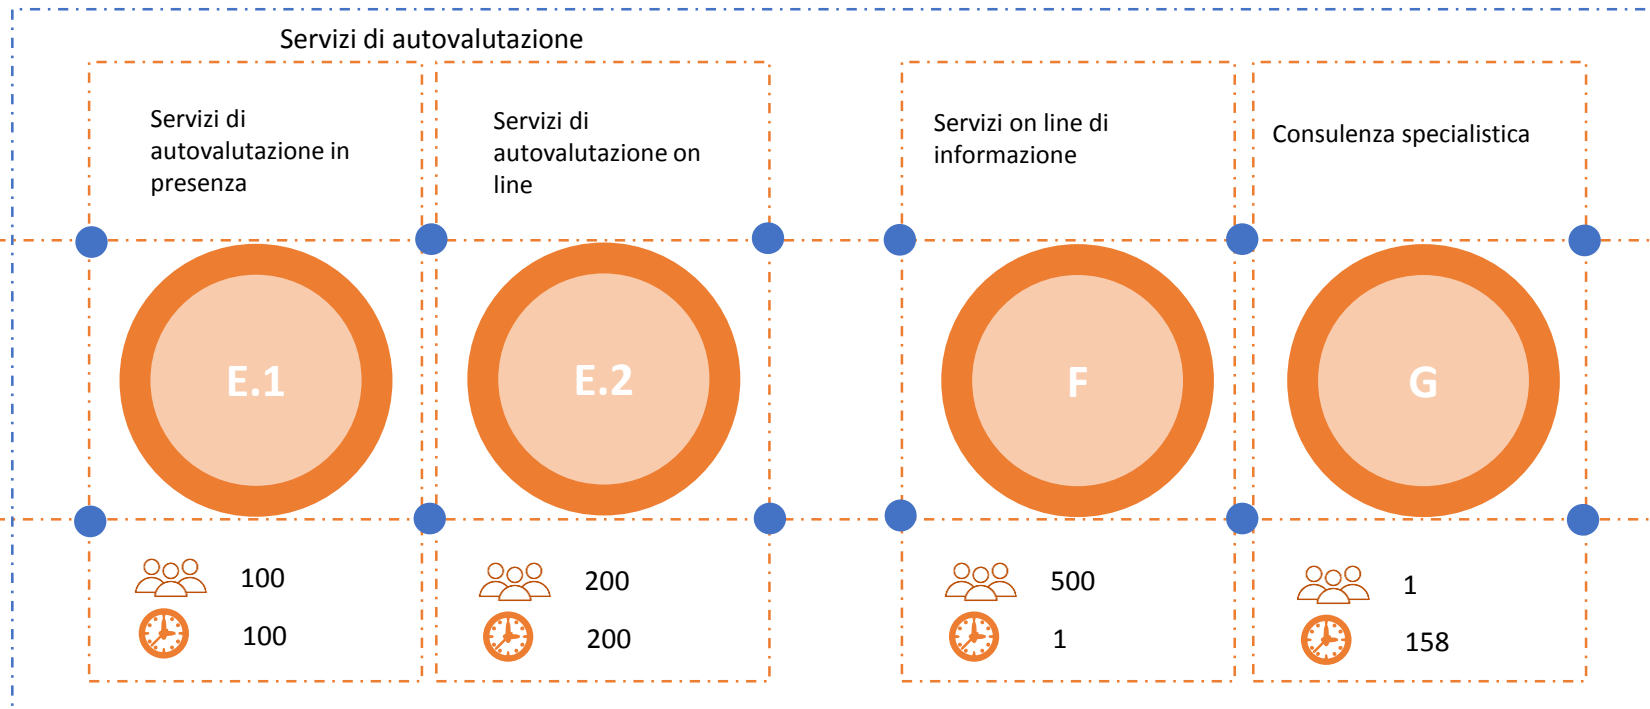 Servizi di autovalutazione
Servizi di
autovalutazione in
presenza
Servizi di
autovalutazione on
line
Servizi on line di
informazione
Consulenza specialistica
E.1
E.2
F
G
100
100
200
200
500
1
1
158